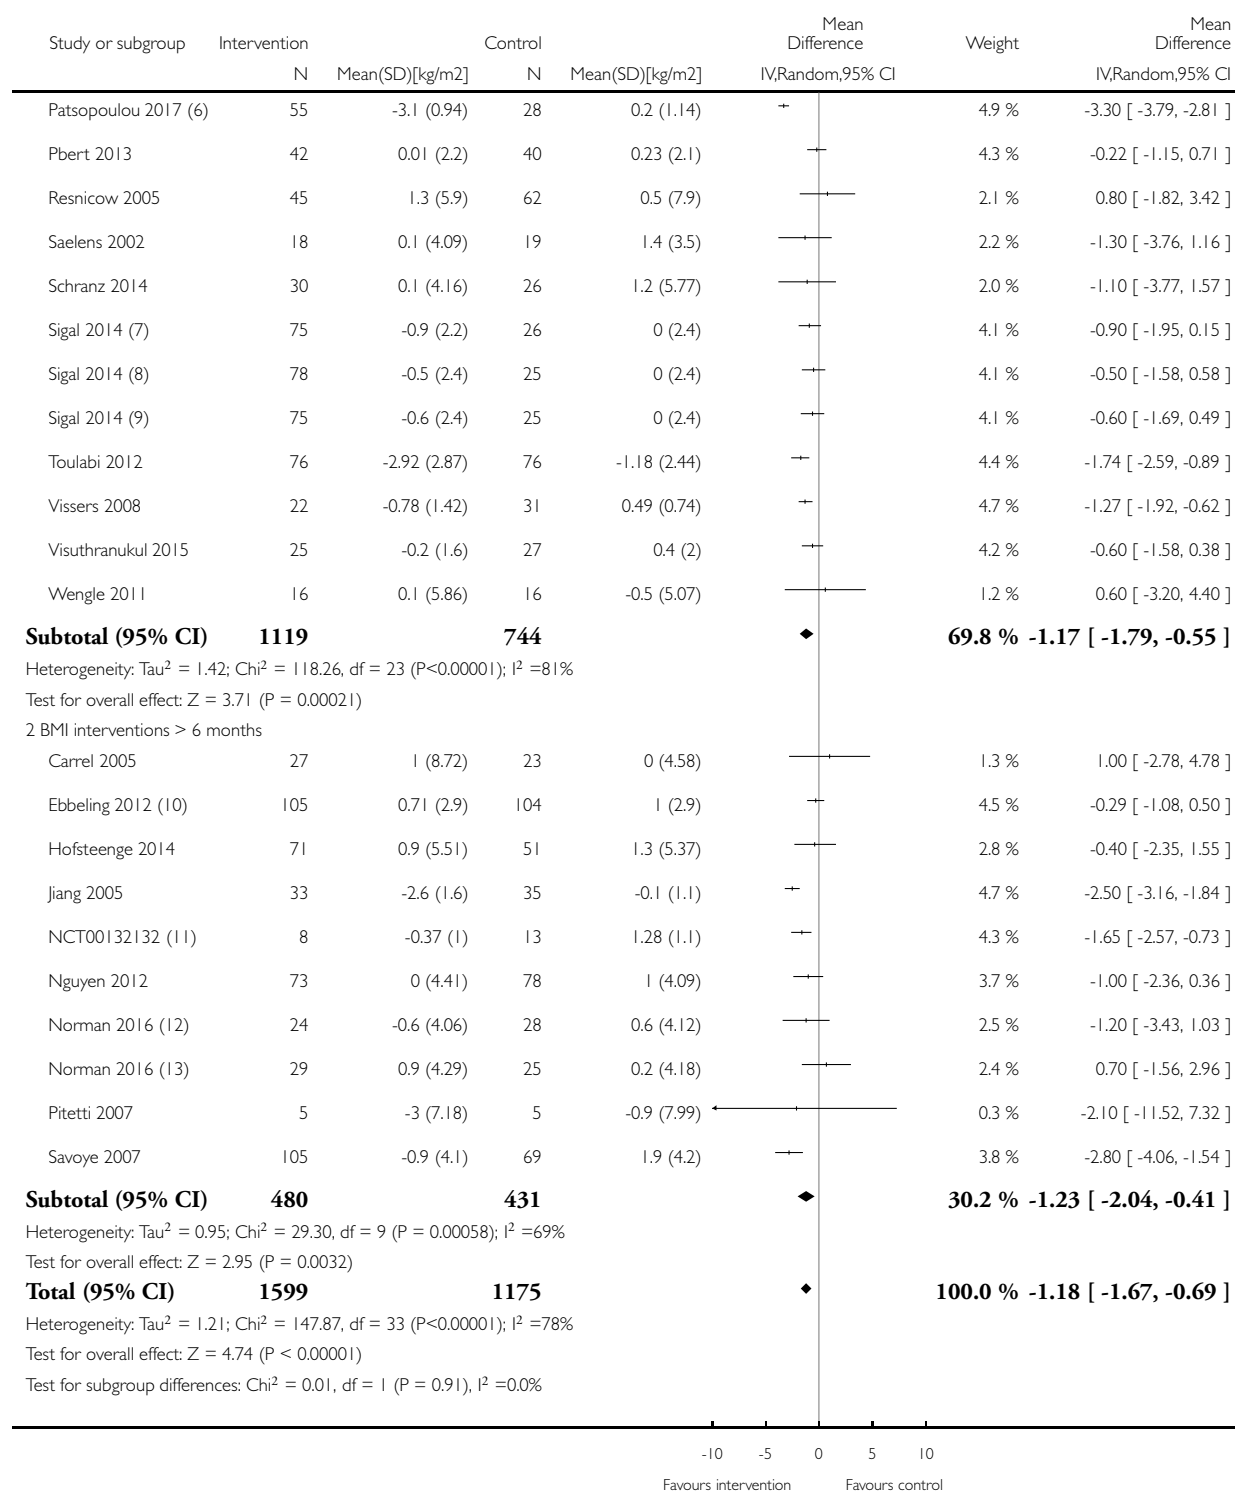 Mean Mean
Study or subgroup Intervention Control Difference Weight Difference
N Mean(SD)[kg/m2] N Mean(SD)[kg/m2] IV,Random,95% CI IV,Random,95% CI
Patsopoulou 2017 (6) 55 -3.1 (0.94) 28 0.2 (1.14) 4.9 % -3.30 [ -3.79, -2.81 ]
Pbert 2013 42 0.01 (2.2) 40 0.23 (2.1) 4.3 % -0.22 [ -1.15, 0.71 ]
Resnicow 2005 45 1.3 (5.9) 62 0.5 (7.9) 2.1 % 0.80 [ -1.82, 3.42 ]
Saelens 2002 18 0.1 (4.09) 19 1.4 (3.5) 2.2 % -1.30 [ -3.76, 1.16 ]
Schranz 2014 30 0.1 (4.16) 26 1.2 (5.77) 2.0 % -1.10 [ -3.77, 1.57 ]
Sigal 2014 (7) 75 -0.9 (2.2) 26 0 (2.4) 4.1 % -0.90 [ -1.95, 0.15 ]
Sigal 2014 (8) 78 -0.5 (2.4) 25 0 (2.4) 4.1 % -0.50 [ -1.58, 0.58 ]
Sigal 2014 (9) 75 -0.6 (2.4) 25 0 (2.4) 4.1 % -0.60 [ -1.69, 0.49 ]
Toulabi 2012 76 -2.92 (2.87) 76 -1.18 (2.44) 4.4 % -1.74 [ -2.59, -0.89 ]
Vissers 2008 22 -0.78 (1.42) 31 0.49 (0.74) 4.7 % -1.27 [ -1.92, -0.62 ]
Visuthranukul 2015 25 -0.2 (1.6) 27 0.4 (2) 4.2 % -0.60 [ -1.58, 0.38 ]
Wengle 2011 16 0.1 (5.86) 16 -0.5 (5.07) 1.2 % 0.60 [ -3.20, 4.40 ]
Subtotal (95% CI) 1119 744 69.8 % -1.17 [ -1.79, -0.55 ]
Heterogeneity: Tau² = 1.42; Chi² = 118.26, df = 23 (P<0.00001); I² =81%
Test for overall effect: Z = 3.71 (P = 0.00021)
2 BMI interventions > 6 months
Carrel 2005 27 1 (8.72) 23 0 (4.58) 1.3 % 1.00 [ -2.78, 4.78 ]
Ebbeling 2012 (10) 105 0.71 (2.9) 104 1 (2.9) 4.5 % -0.29 [ -1.08, 0.50 ]
Hofsteenge 2014 71 0.9 (5.51) 51 1.3 (5.37) 2.8 % -0.40 [ -2.35, 1.55 ]
Jiang 2005 33 -2.6 (1.6) 35 -0.1 (1.1) 4.7 % -2.50 [ -3.16, -1.84 ]
NCT00132132 (11) 8 -0.37 (1) 13 1.28 (1.1) 4.3 % -1.65 [ -2.57, -0.73 ]
Nguyen 2012 73 0 (4.41) 78 1 (4.09) 3.7 % -1.00 [ -2.36, 0.36 ]
Norman 2016 (12) 24 -0.6 (4.06) 28 0.6 (4.12) 2.5 % -1.20 [ -3.43, 1.03 ]
Norman 2016 (13) 29 0.9 (4.29) 25 0.2 (4.18) 2.4 % 0.70 [ -1.56, 2.96 ]
Pitetti 2007 5 -3 (7.18) 5 -0.9 (7.99) 0.3 % -2.10 [ -11.52, 7.32 ]
Savoye 2007 105 -0.9 (4.1) 69 1.9 (4.2) 3.8 % -2.80 [ -4.06, -1.54 ]
Subtotal (95% CI) 480 431 30.2 % -1.23 [ -2.04, -0.41 ]
Heterogeneity: Tau² = 0.95; Chi² = 29.30, df = 9 (P = 0.00058); I² =69%
Test for overall effect: Z = 2.95 (P = 0.0032)
Total (95% CI) 1599 1175 100.0 % -1.18 [ -1.67, -0.69 ]
Heterogeneity: Tau² = 1.21; Chi² = 147.87, df = 33 (P<0.00001); I² =78%
Test for overall effect: Z = 4.74 (P < 0.00001)
Test for subgroup differences: Chi² = 0.01, df = 1 (P = 0.91), I² =0.0%
-10 -5 0 5 10
Favours intervention Favours control